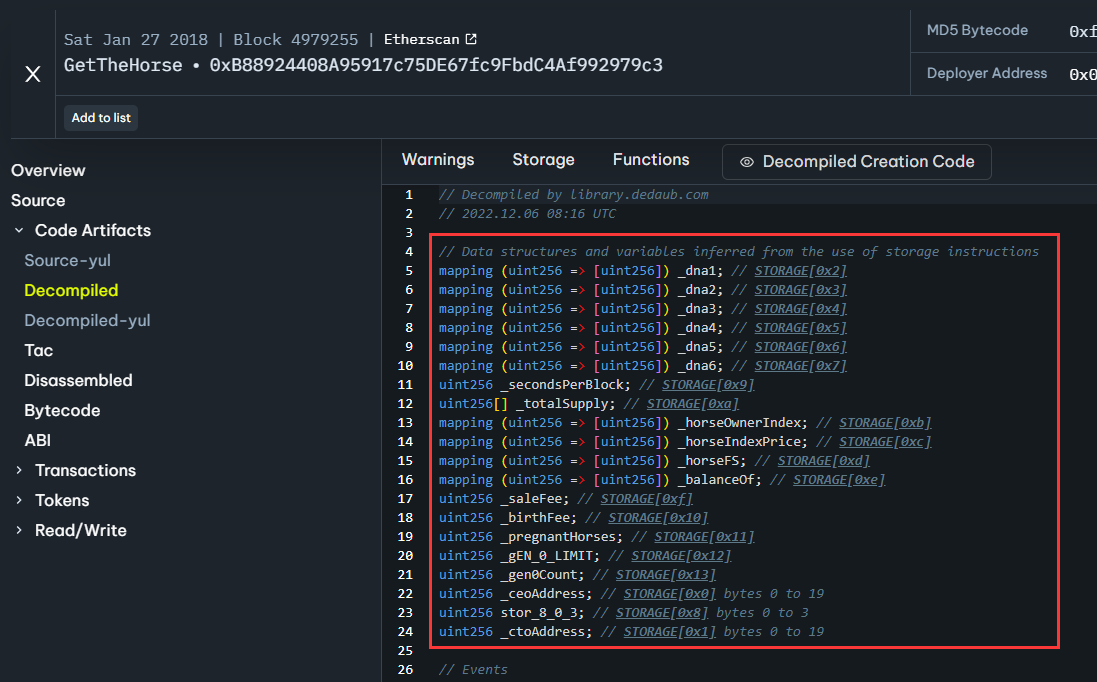 Sat Jan 27 2018 | Block 4979255 | Etherscan
GetTheHorse • 0xB88924408A95917c75DE67fc9FbdC4Af992979c3
MD5 Bytecode 0xf
Deployer Address 0x0
Add to list
Overview
Source
Code Artifacts
Source-yul
Decompiled
Decompiled-yul
Tac
Disassembled
Bytecode
ABI
Transactions
Tokens
Read/Write
Warnings Storage Functions Decompiled Creation Code
1 // Decompiled by library.dedaub.com
2 // 2022.12.06 08:16 UTC
3
4 // Data structures and variables inferred from the use of storage instructions
5 mapping (uint256 => [uint256]) _dna1; // STORAGE[0x2]
6 mapping (uint256 => [uint256]) _dna2; // STORAGE[0x3]
7 mapping (uint256 => [uint256]) _dna3; // STORAGE[0x4]
8 mapping (uint256 => [uint256]) _dna4; // STORAGE[0x5]
9 mapping (uint256 => [uint256]) _dna5; // STORAGE[0x6]
10 mapping (uint256 => [uint256]) _dna6; // STORAGE[0x7]
11 uint256 _secondsPerBlock; // STORAGE[0x9]
12 uint256[] _totalSupply; // STORAGE[0xa]
13 mapping (uint256 => [uint256]) _horseOwnerIndex; // STORAGE[0xb]
14 mapping (uint256 => [uint256]) _horseIndexPrice; // STORAGE[0xc]
15 mapping (uint256 => [uint256]) _horseFS; // STORAGE[0xd]
16 mapping (uint256 => [uint256]) _balanceOf; // STORAGE[0xe]
17 uint256 _saleFee; // STORAGE[0xf]
18 uint256 _birthFee; // STORAGE[0x10]
19 uint256 _pregnantHorses; // STORAGE[0x11]
20 uint256 _gEN_0_LIMIT; // STORAGE[0x12]
21 uint256 _gen0Count; // STORAGE[0x13]
22 uint256 _ceoAddress; // STORAGE[0x0] bytes 0 to 19
23 uint256 stor_8_0_3; // STORAGE[0x8] bytes 0 to 3
24 uint256 _ctoAddress; // STORAGE[0x1] bytes 0 to 19
25
26 // Events